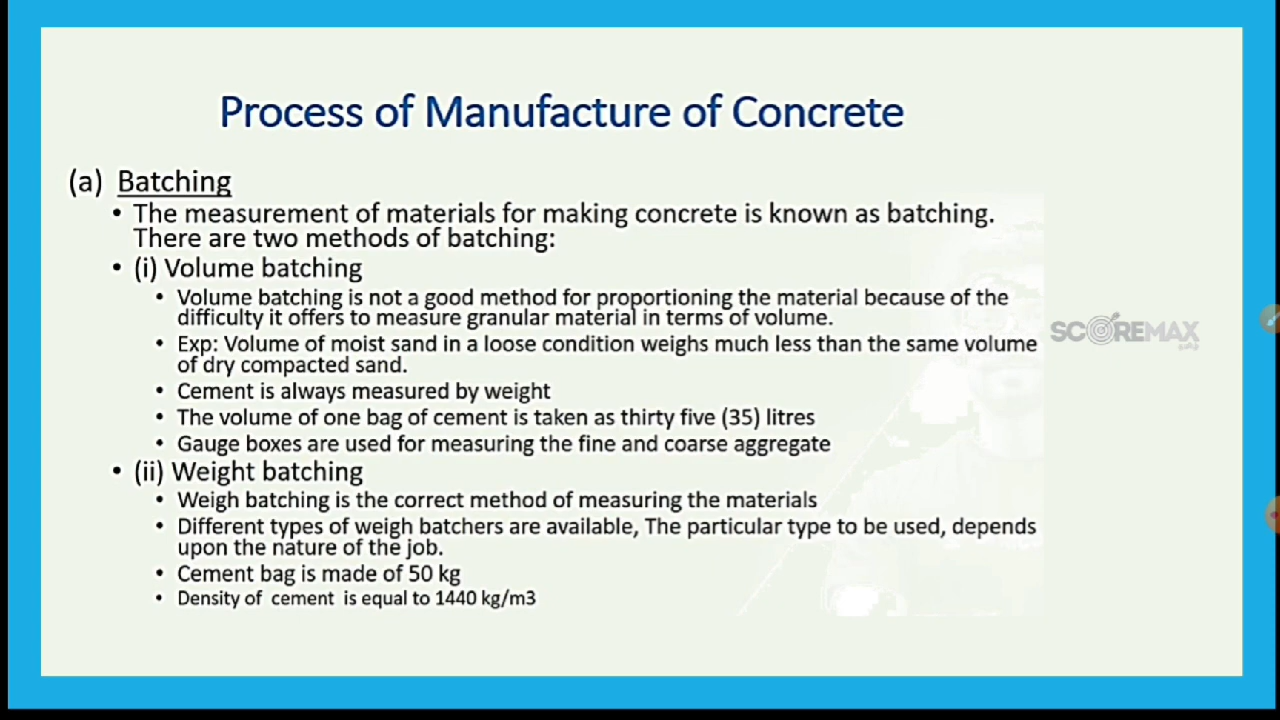 Process of Manufacture of Concrete
(a) Batching
• The measurement of materials for making concrete is known as batching.
There are two methods of batching:
• (i) Volume batching
• Volume batching is not a good method for proportioning the material because of the
difficulty it offers to measure granular material in terms of volume.
• Exp: Volume of moist sand in a loose condition weighs much less than the same volume
of dry compacted sand.
SCOREMAX
• Cement is always measured by weight
• The volume of one bag of cement is taken as thirty five (35) litres
• Gauge boxes are used for measuring the fine and coarse aggregate
• (ii) Weight batching
• Weigh batching is the correct method of measuring the materials
• Different types of weigh batchers are available, The particular type to be used, depends
upon the nature of the job.
• Cement bag is made of 50 kg
• Density of cement is equal to 1440 kg/m3